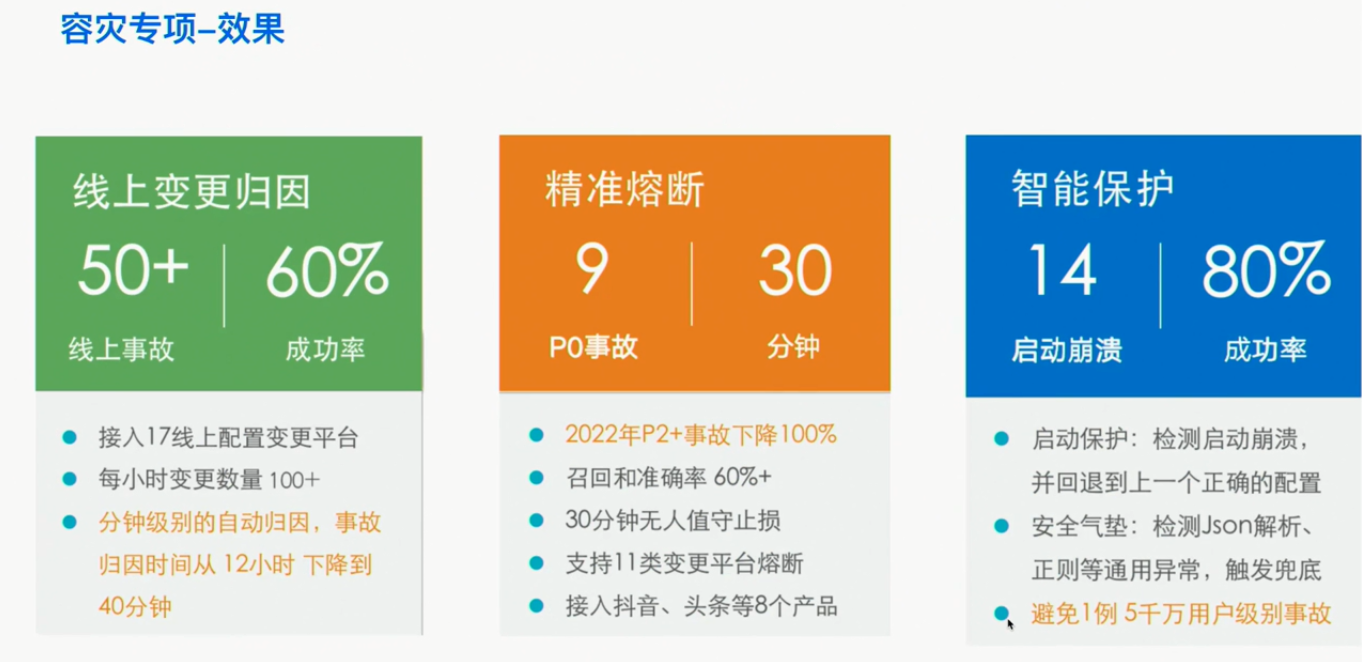 容灾专项–效果
线上变更归因
50+
60%
线上事故
成功率
接入17线上配置变更平台
每小时变更数量 100+
分钟级别的自动归因，事故
归因时间从 12小时 下降到
40分钟
精准熔断
9
30
P0事故
分钟
2022年P2+事故下降100%
召回和准确率 60%+
30分钟无人值守止损
支持11类变更平台熔断
接入抖音、头条等8个产品
智能保护
14
80%
启动崩溃
成功率
启动保护：检测启动崩溃，
并回退到上一个正确的配置
安全气垫：检测Json解析、
正则等通用异常，触发兜底
避免1例 5千万用户级别事故